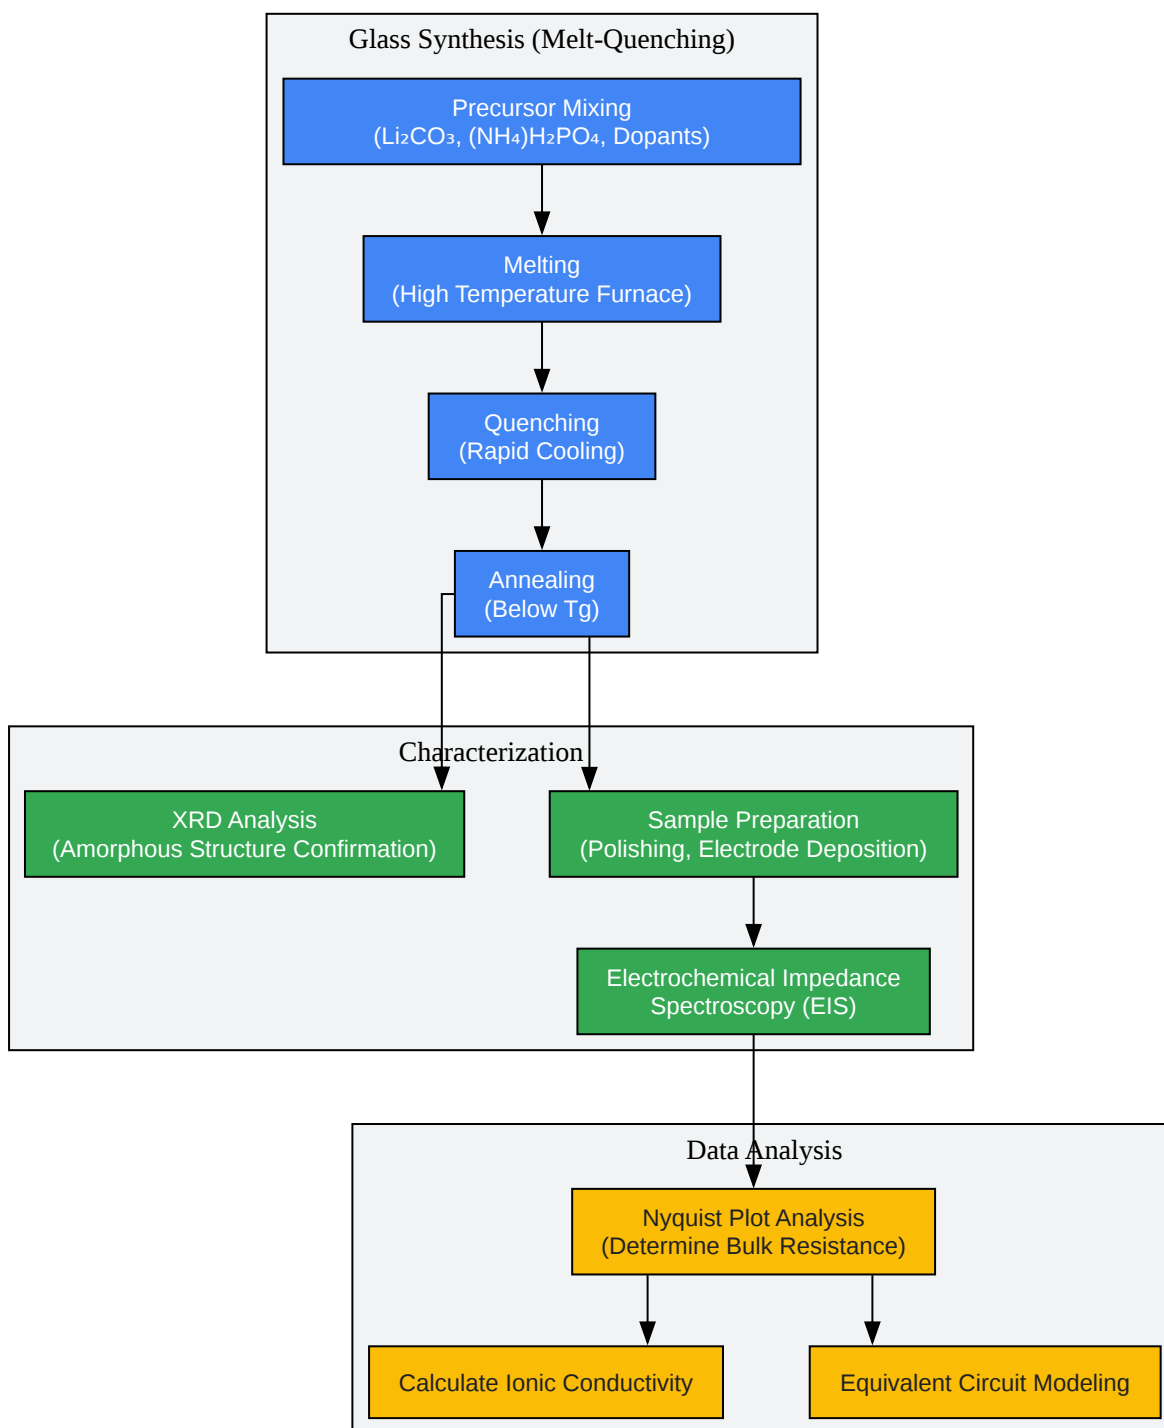 Glass Synthesis (Melt-Quenching)
Precursor Mixing
(Li₂CO₃, (NH₄)H₂PO₄, Dopants)
Melting
(High Temperature Furnace)
Quenching
(Rapid Cooling)
Annealing
(Below Tg)
Characterization
XRD Analysis
(Amorphous Structure Confirmation)
Sample Preparation
(Polishing, Electrode Deposition)
Electrochemical Impedance
Spectroscopy (EIS)
Data Analysis
Nyquist Plot Analysis
(Determine Bulk Resistance)
Calculate Ionic Conductivity
Equivalent Circuit Modeling